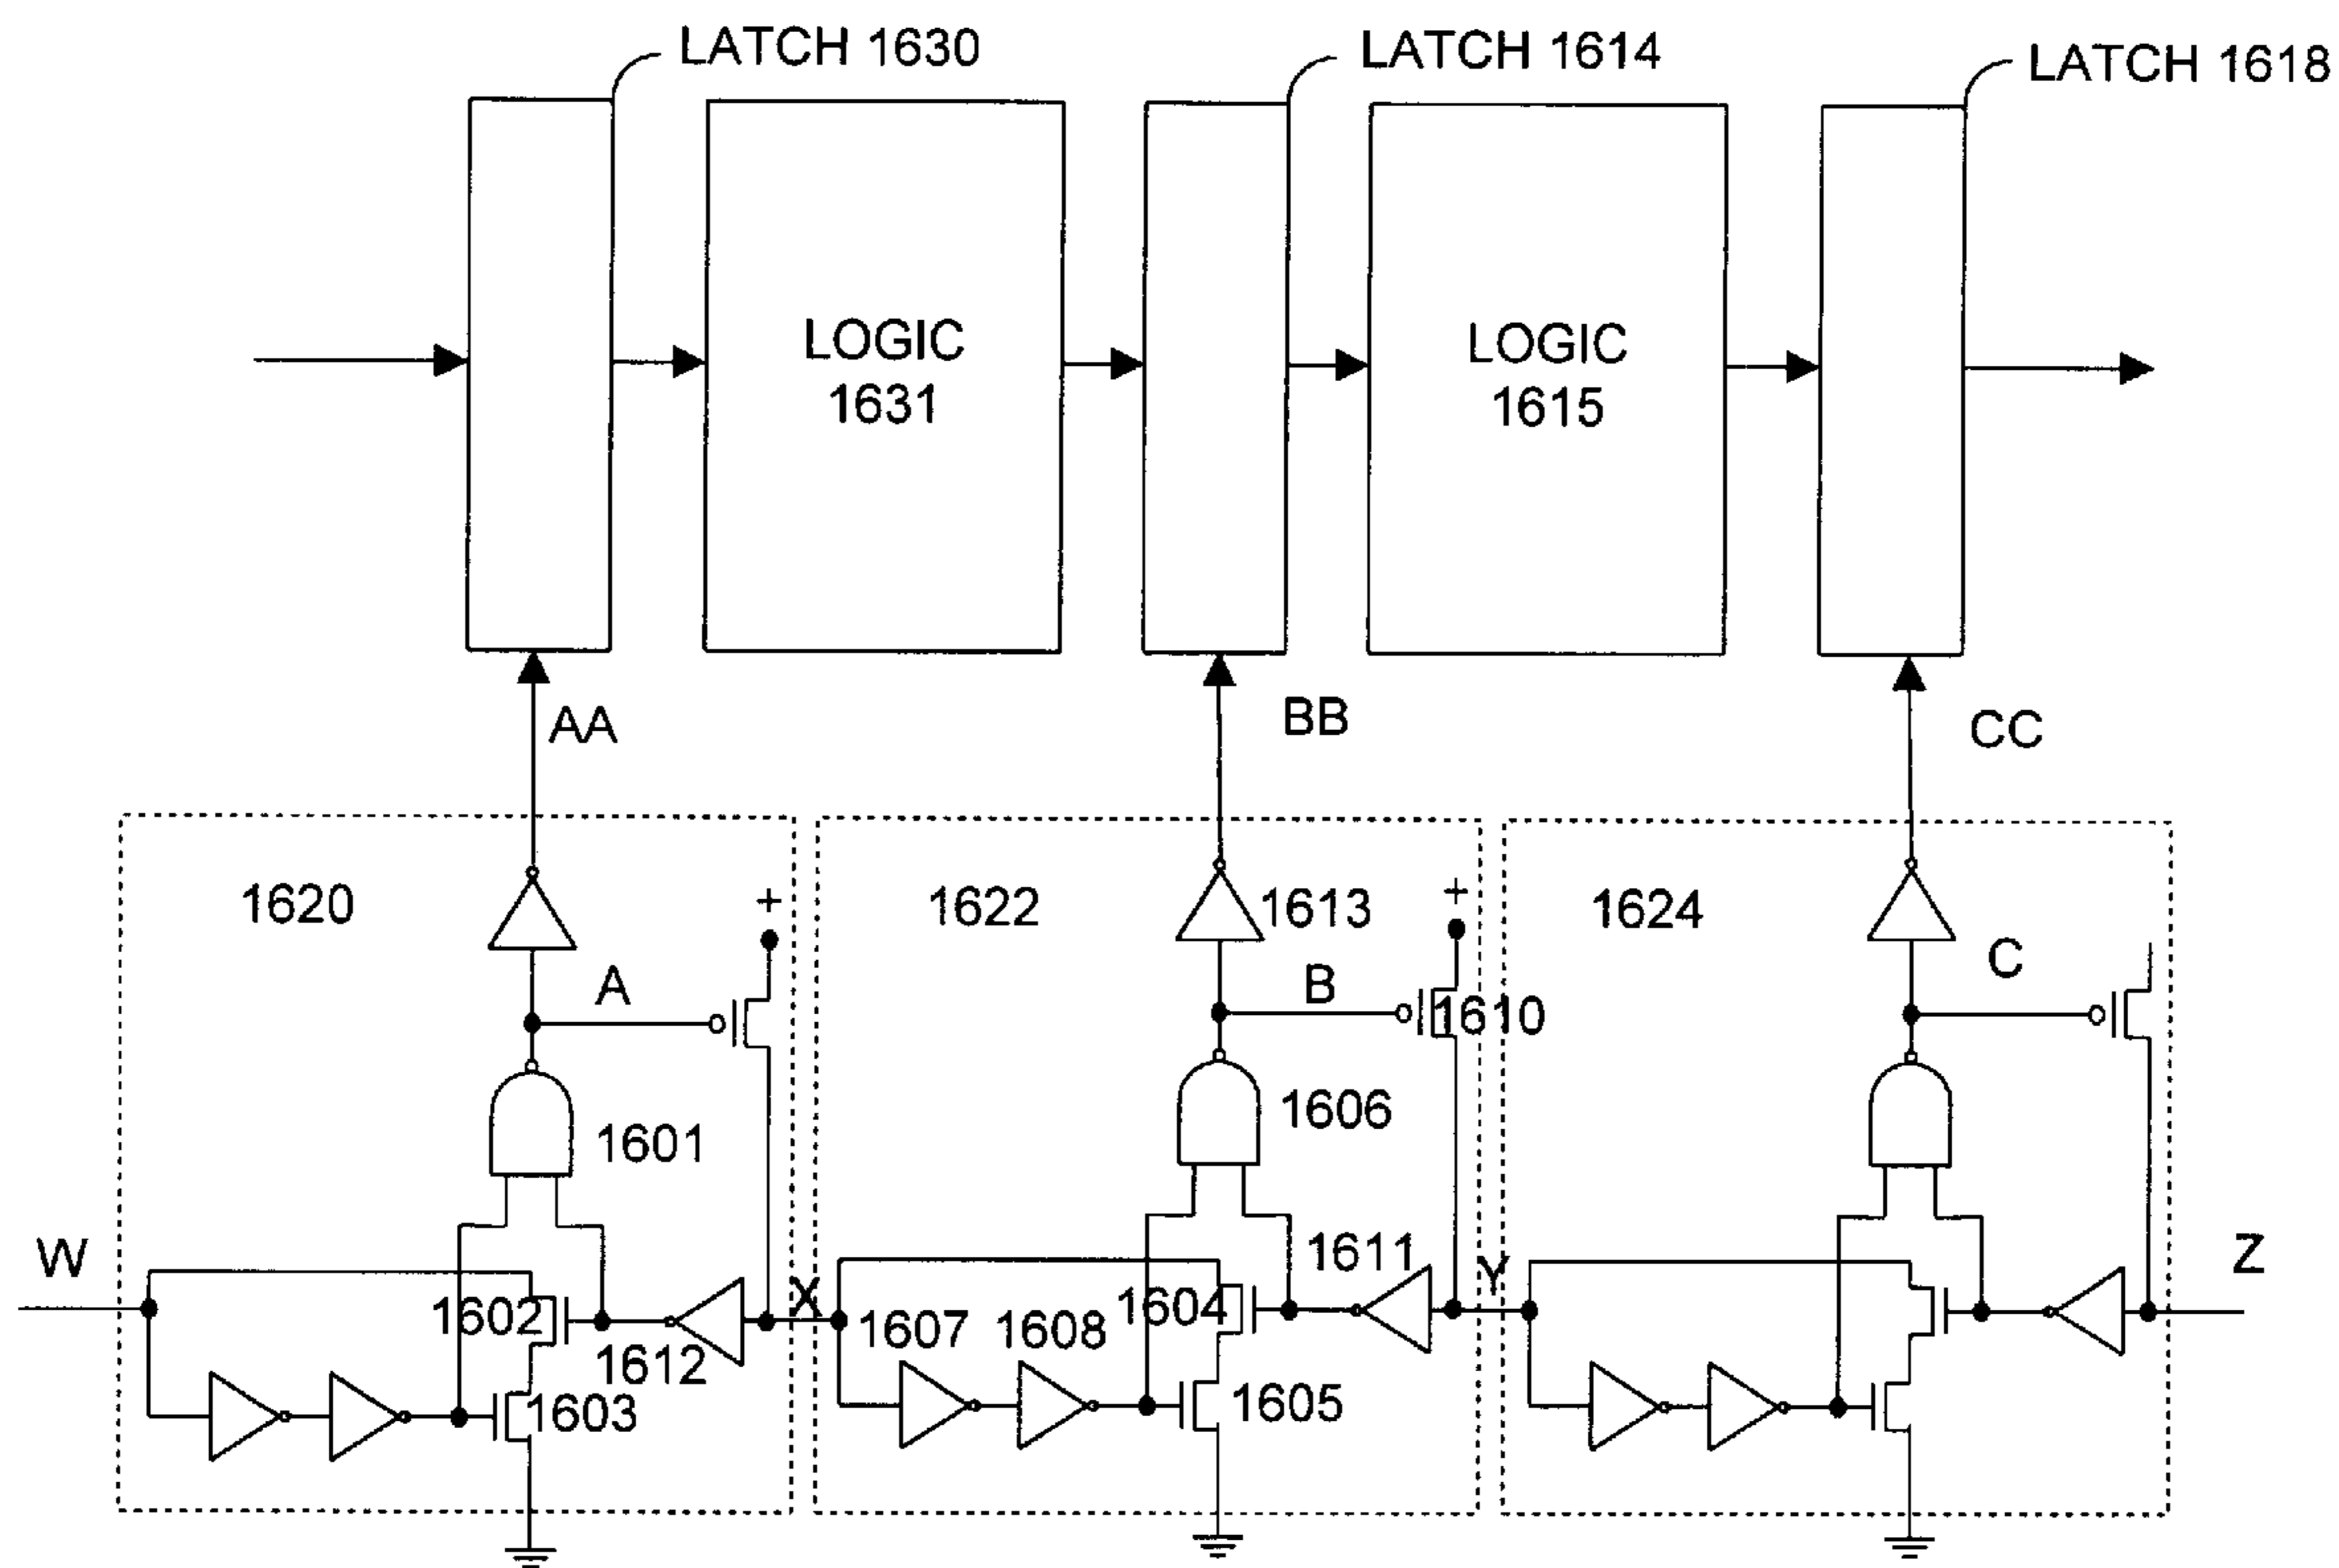 LATCH 1630
LATCH 1614
LATCH 1618
LOGIC
1631
LOGIC
1615
AA
BB
CC
1620
+
1622
1613
+
1624
A
B
1610
C
1601
1606
W
1602
1612
1603
X
1607
1608
1604
1611
1605
Y
Z